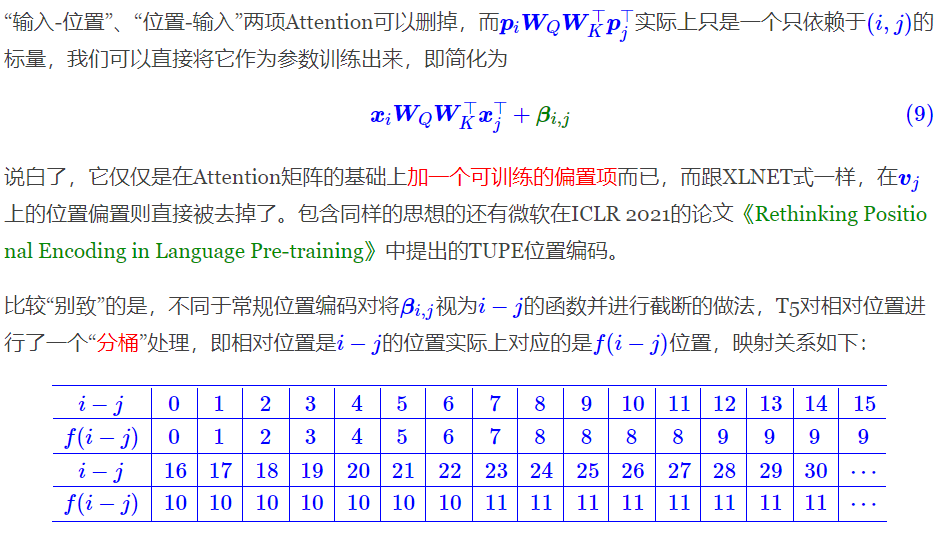 “输入-位置”、“位置-输入”两项Attention可以删掉，而$\boldsymbol{p}_i\boldsymbol{W}_Q\boldsymbol{W}_K^\top\boldsymbol{p}_j^\top$实际上只是一个只依赖于$(i,j)$的
标量，我们可以直接将它作为参数训练出来，即简化为
$\boldsymbol{x}_i\boldsymbol{W}_Q\boldsymbol{W}_K^\top\boldsymbol{x}_j^\top + \boldsymbol{\beta}_{i,j}$ (9)
说白了，它仅仅是在Attention矩阵的基础上加一个可训练的偏置项而已，而跟XLNET式一样，在$\boldsymbol{v}_j$
上的位置偏置则直接被去掉了。包含同样的思想的还有微软在ICLR 2021的论文《Rethinking Positio
nal Encoding in Language Pre-training》中提出的TUPE位置编码。
比较“别致”的是，不同于常规位置编码对将$\boldsymbol{\beta}_{i,j}$视为$i-j$的函数并进行截断的做法，T5对相对位置进
行了一个“分桶”处理，即相对位置是$i-j$的位置实际上对应的是$f(i-j)$位置，映射关系如下：
$i-j$ 0 1 2 3 4 5 6 7 8 9 10 11 12 13 14 15
$f(i-j)$ 0 1 2 3 4 5 6 7 8 8 8 8 9 9 9 9
$i-j$ 16 17 18 19 20 21 22 23 24 25 26 27 28 29 30 ⋯
$f(i-j)$ 10 10 10 10 10 10 10 11 11 11 11 11 11 11 11 ⋯